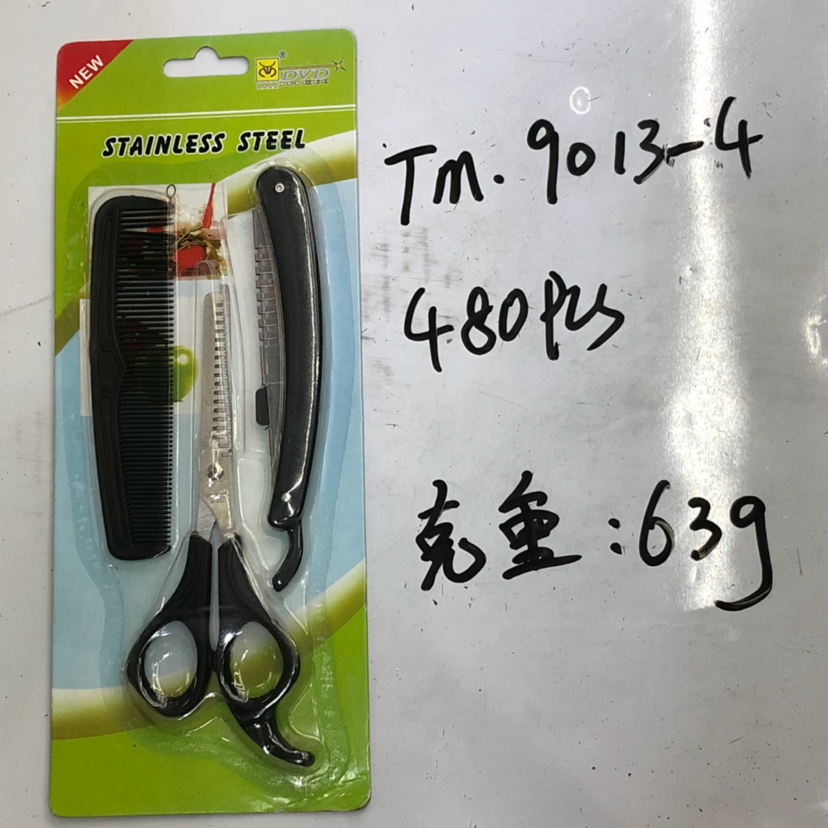 NEW
DVD
STAINLESS STEEL
Tm. 9013-4
480Pcs
克重:63g